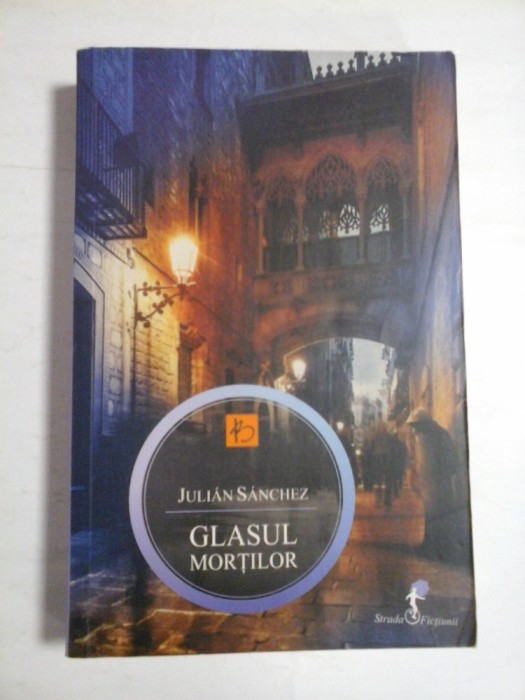 JULIÁN SÁNCHEZ
GLASUL
MORȚILOR
Strada Ficțiunii